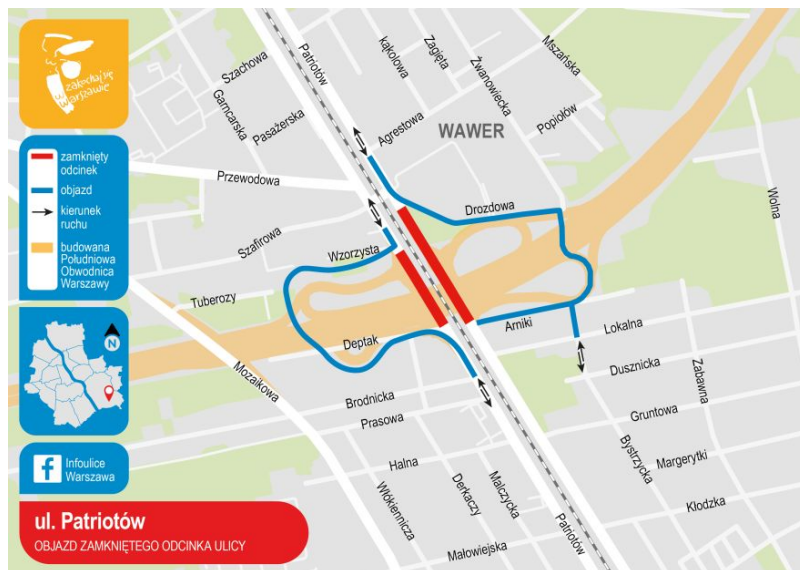 zakochaj się
w Warszawie
zamknięty
odcinek
objazd
kierunek
ruchu
budowana
Południowa
Obwodnica
Warszawy
N
Infoulice
Warszawa
ul. Patriotów
OBJAZD ZAMKNIĘTEGO ODCINKA ULICY
Szachowa
Garncarska
Pasażerska
Patriotów
kąkolowa
Zagięta
Żwanowiecka
Mszańska
Agrestowa
WAWER
Popiołów
Przewodowa
Wolna
Drozdowa
Szafirowa
Wzorzysta
Tuberozy
Deptak
Arniki
Lokalna
Mozaikowa
Dusznicka
Zabawna
Brodnicka
Prasowa
Gruntowa
Halna
Bystrzycka
Margerytki
Włókiennicza
Derkaczy
Malczycka
Kłodzka
Patriotów
Małowiejska